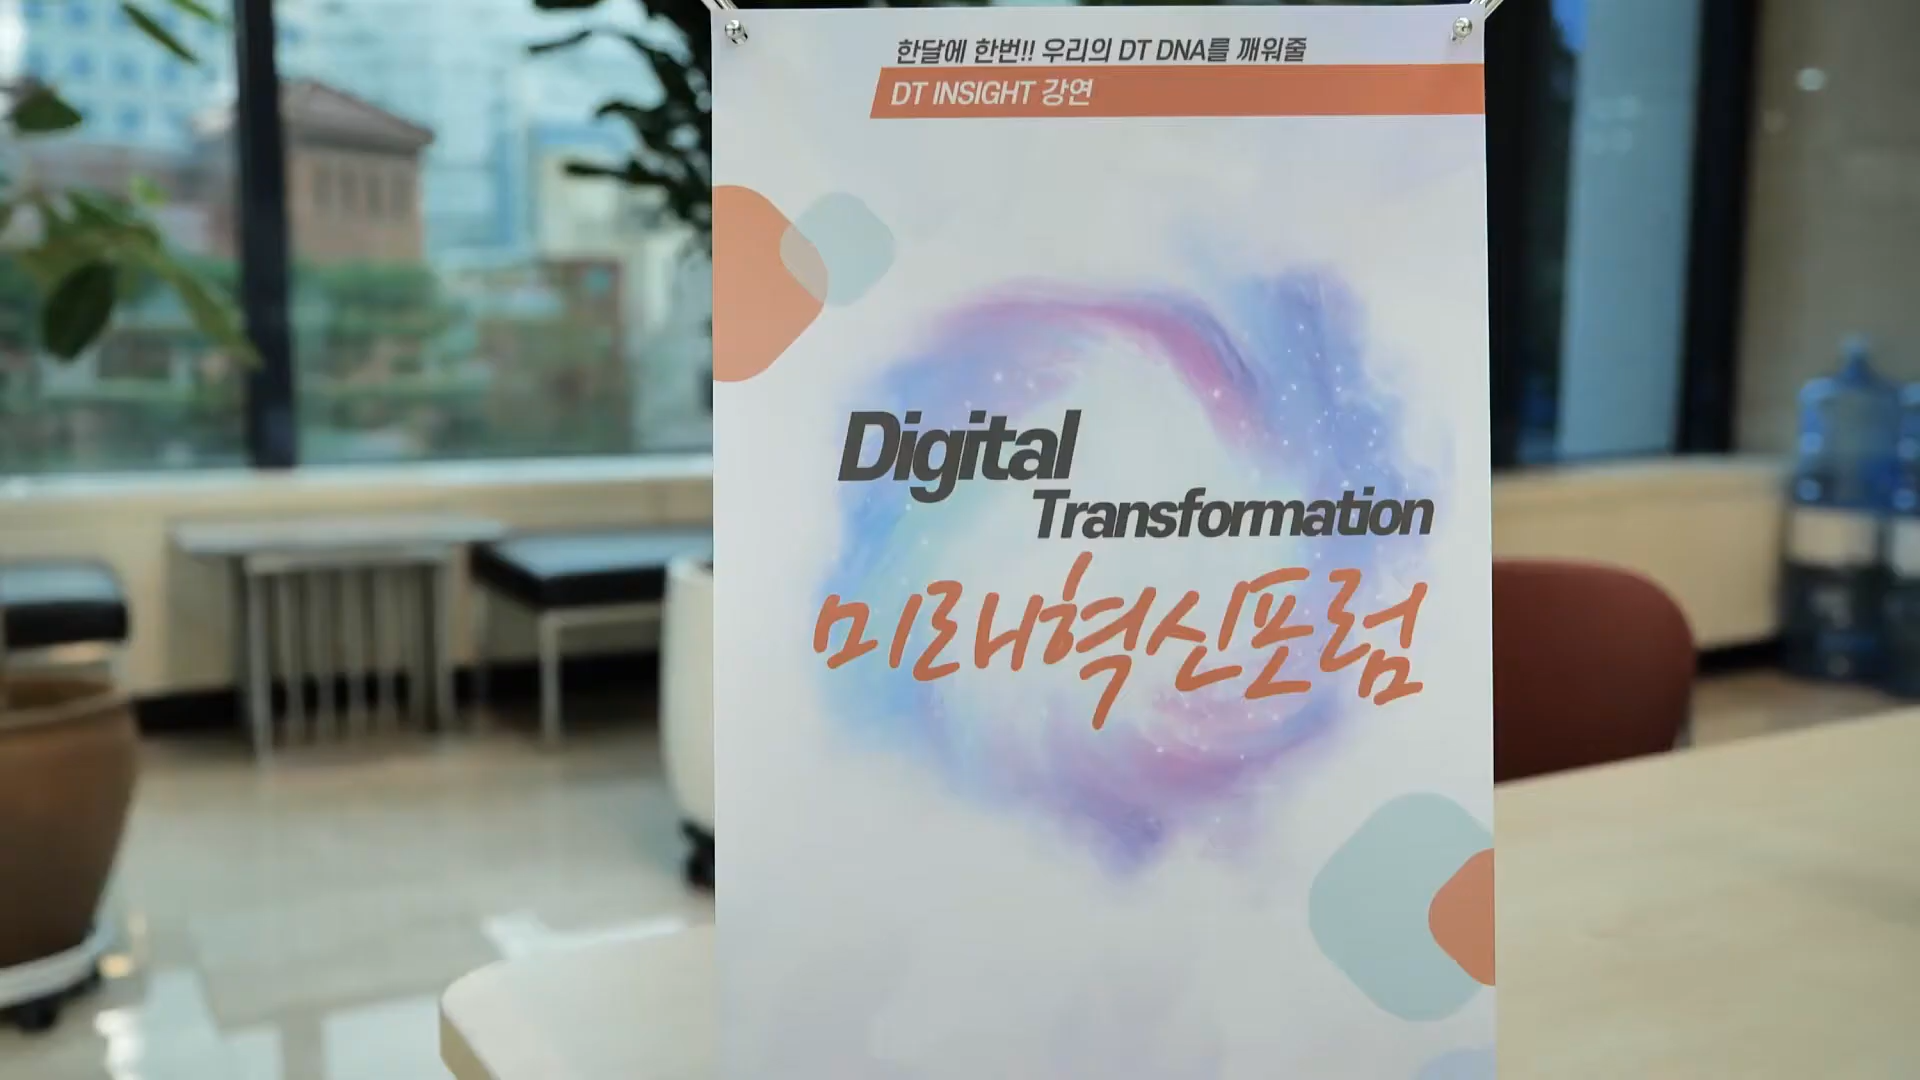 한달에 한번!! 우리의 DT DNA를 깨워줄
DT INSIGHT 강연
Digital
Transformation
미래혁신포럼